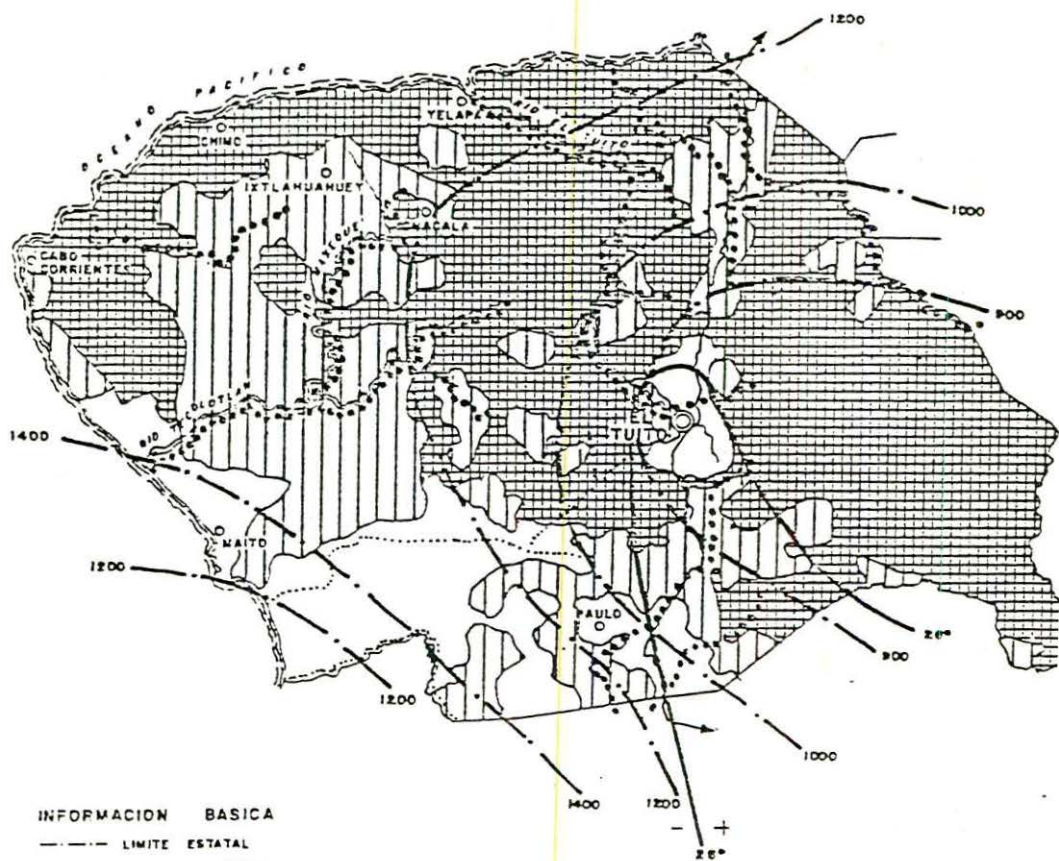 1200
OCEANO PACIFICO
YELAPA
RIO
TUITO
CHIMO
IXTLAHUAHUEY
NACALA
1000
CABO
CORRIENTES
RIO
900
RIO TECOLOTLAN
TUITO
1400
MAITO
1200
PAULO
26°
900
1200
1000
1400
1200
- +
26°
INFORMACION BASICA
LIMITE ESTATAL